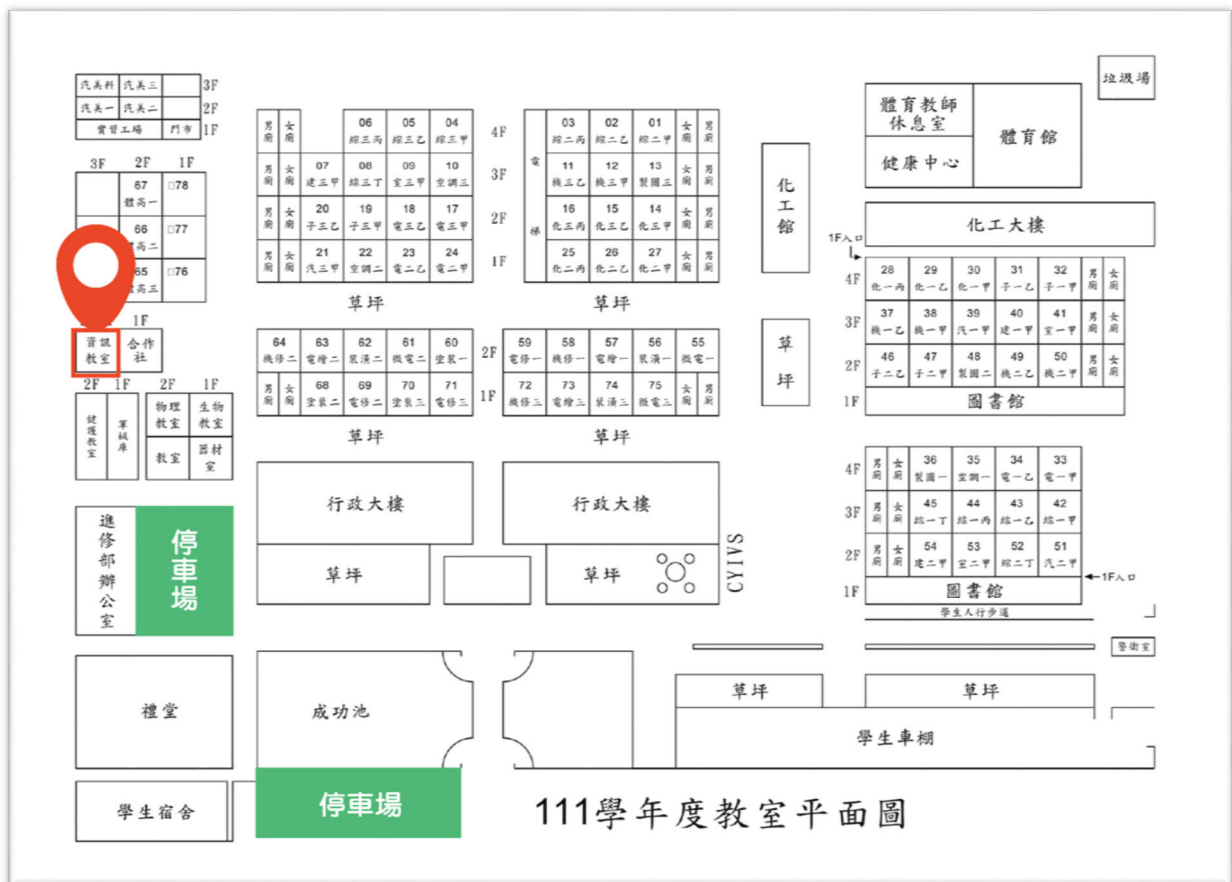 汽美科 汽美三 3F
汽美一 汽美二 2F
實習工場 門市 1F
3F 2F 1F
67 體高一 □78
66 高二 □77
65 體高三 □76
1F
資訊教室 合作社
2F 1F 2F 1F
健護教室 軍械庫 物理教室 生物教室
教室 器材室
進修部辦公室 停車場
禮堂
學生宿舍
男廁 女廁 06 綜三丙 05 綜三乙 04 綜三甲 4F
男廁 女廁 07 建三甲 08 綜三丁 09 室三甲 10 空調三 3F
男廁 女廁 20 子三乙 19 子三甲 18 電三乙 17 電三甲 2F
男廁 女廁 21 汽三甲 22 空調二 23 電二乙 24 電二甲 1F
草坪
電梯
03 綜二丙 02 綜二乙 01 綜二甲 女廁 男廁
11 機三乙 12 機三甲 13 製圖三 女廁 男廁
16 化三丙 15 化三乙 14 化三甲 女廁 男廁
25 化二丙 26 化二乙 27 化二甲 女廁 男廁
草坪
64 機修二 63 電繪二 62 裝潢二 61 微電二 60 塗裝一 2F
男廁 女廁 68 塗裝二 69 電修二 70 塗裝三 71 電修三 1F
草坪
59 電修一 58 機修一 57 電繪一 56 裝潢一 55 微電一
72 機修三 73 電繪三 74 裝潢三 75 微電三 女廁 男廁
草坪
行政大樓
草坪
行政大樓
草坪
CYIVS
成功池
停車場
化工館
草坪
垃圾場
體育教師休息室
健康中心
體育館
化工大樓
1F入口
4F 28 化一丙 29 化一乙 30 化一甲 31 子一乙 32 子一甲 男廁 女廁
3F 37 機一乙 38 機一甲 39 汽一甲 40 建一甲 41 室一甲 男廁 女廁
2F 46 子二乙 47 子二甲 48 製圖二 49 機二乙 50 機二甲 男廁 女廁
1F 圖書館
4F 男廁 女廁 36 製圖一 35 空調一 34 電一乙 33 電一甲
3F 男廁 女廁 45 綜一丁 44 綜一丙 43 綜一乙 42 綜一甲
2F 男廁 女廁 54 建二甲 53 室二甲 52 綜二丁 51 汽二甲
1F 圖書館 1F入口
學生人行步道
警衛室
草坪
草坪
學生車棚
111學年度教室平面圖